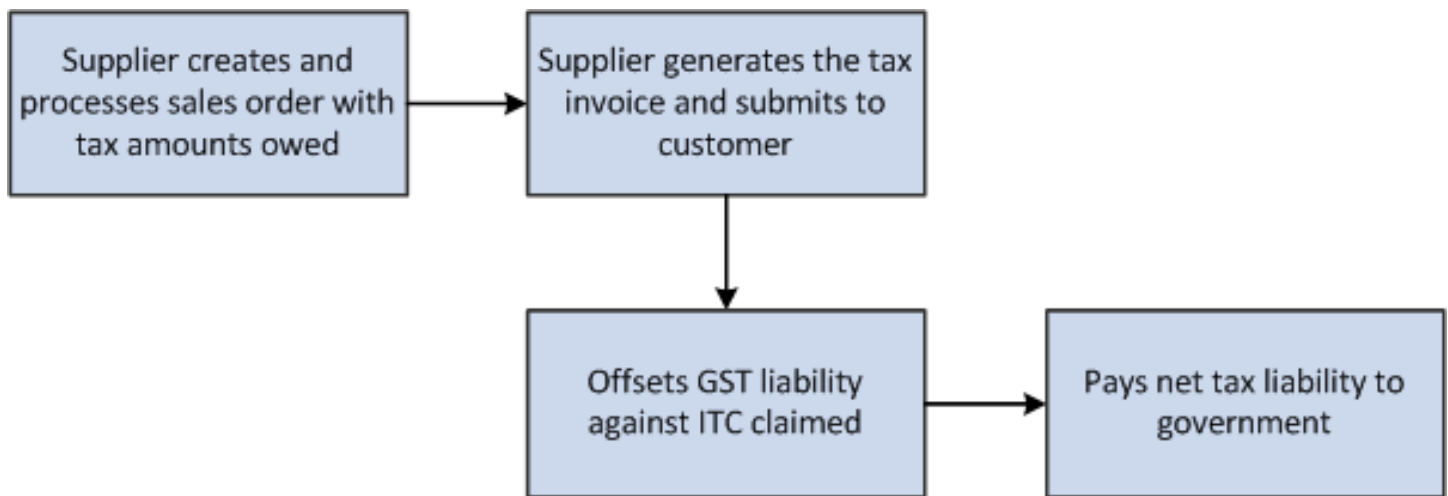 Supplier creates and
processes sales order with
tax amounts owed
Supplier generates the tax
invoice and submits to
customer
Offsets GST liability
against ITC claimed
Pays net tax liability to
government